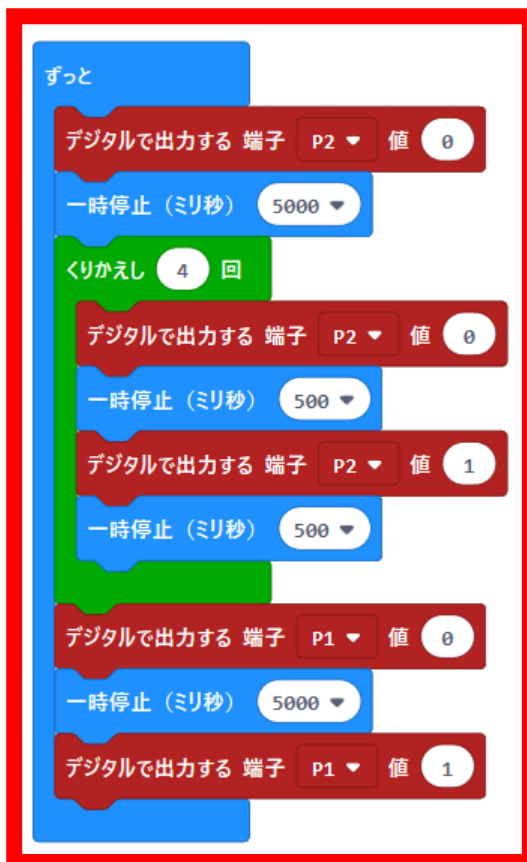 ずっと
デジタルで出力する 端子 P2 値 0
一時停止（ミリ秒） 5000
くりかえし 4 回
デジタルで出力する 端子 P2 値 0
一時停止（ミリ秒） 500
デジタルで出力する 端子 P2 値 1
一時停止（ミリ秒） 500
デジタルで出力する 端子 P1 値 0
一時停止（ミリ秒） 5000
デジタルで出力する 端子 P1 値 1